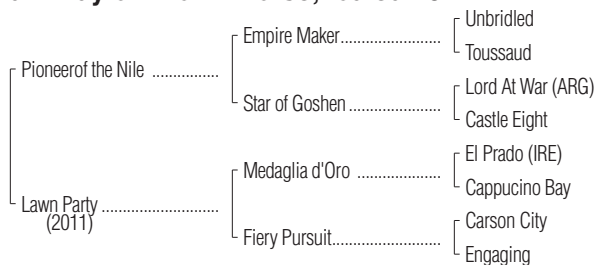 Unbridled
Empire Maker
Toussaud
Pioneerof the Nile
Lord At War (ARG)
Star of Goshen
Castle Eight
El Prado (IRE)
Medaglia d'Oro
Cappucino Bay
Lawn Party
(2011)
Carson City
Fiery Pursuit
Engaging